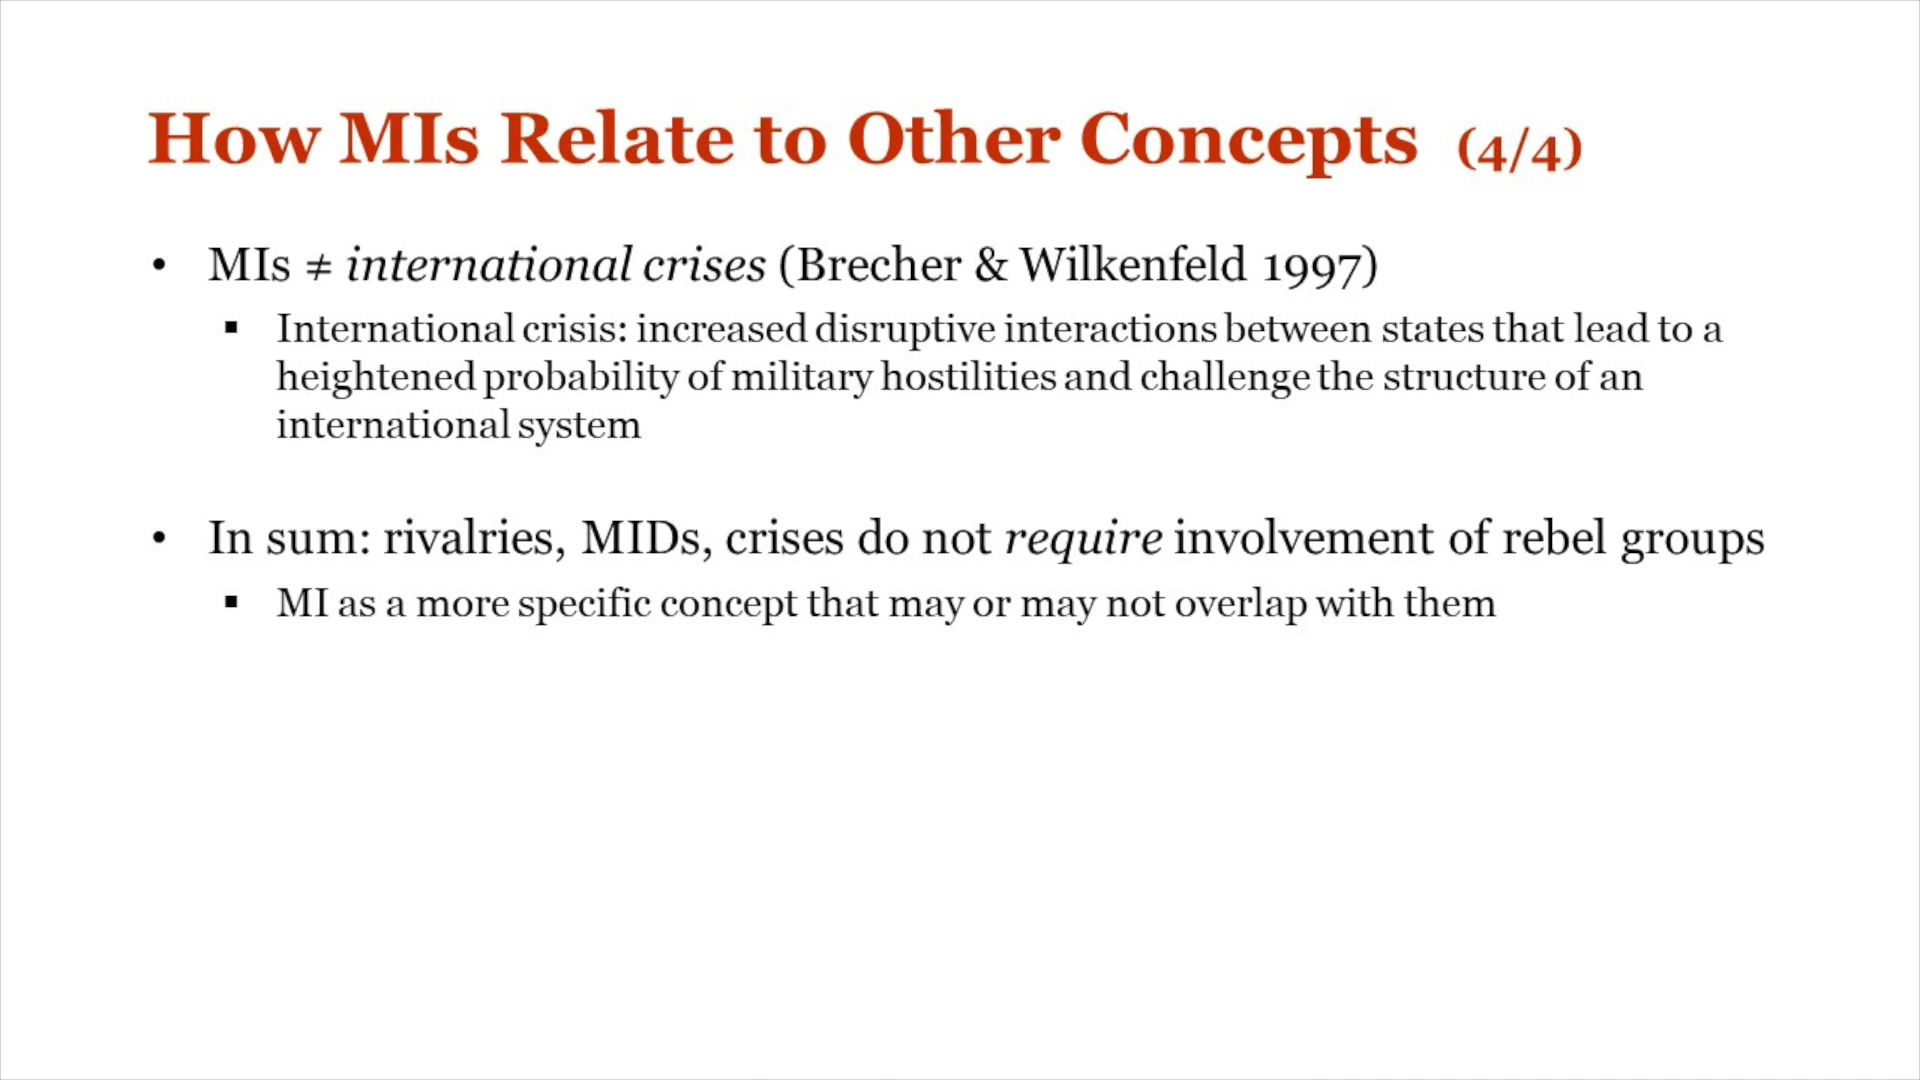 How MIs Relate to Other Concepts (4/4)
• MIs ≠ international crises (Brecher & Wilkenfeld 1997)
▪ International crisis: increased disruptive interactions between states that lead to a
heightened probability of military hostilities and challenge the structure of an
international system
• In sum: rivalries, MIDs, crises do not require involvement of rebel groups
▪ MI as a more specific concept that may or may not overlap with them